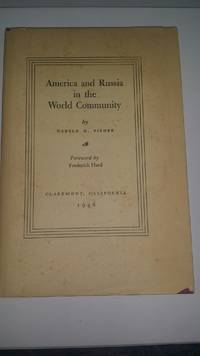 America and Russia
in the
World Community
by
HAROLD H. FISHER
Foreword by
Frederick Hard
CLAREMONT, CALIFORNIA
1946